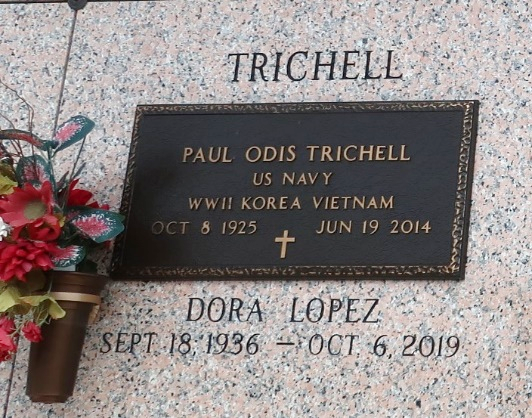 TRICHELL
PAUL ODIS TRICHELL
US NAVY
WWII KOREA VIETNAM
OCT 8 1925 JUN 19 2014
DORA LOPEZ
SEPT. 18, 1936 – OCT. 6, 2019